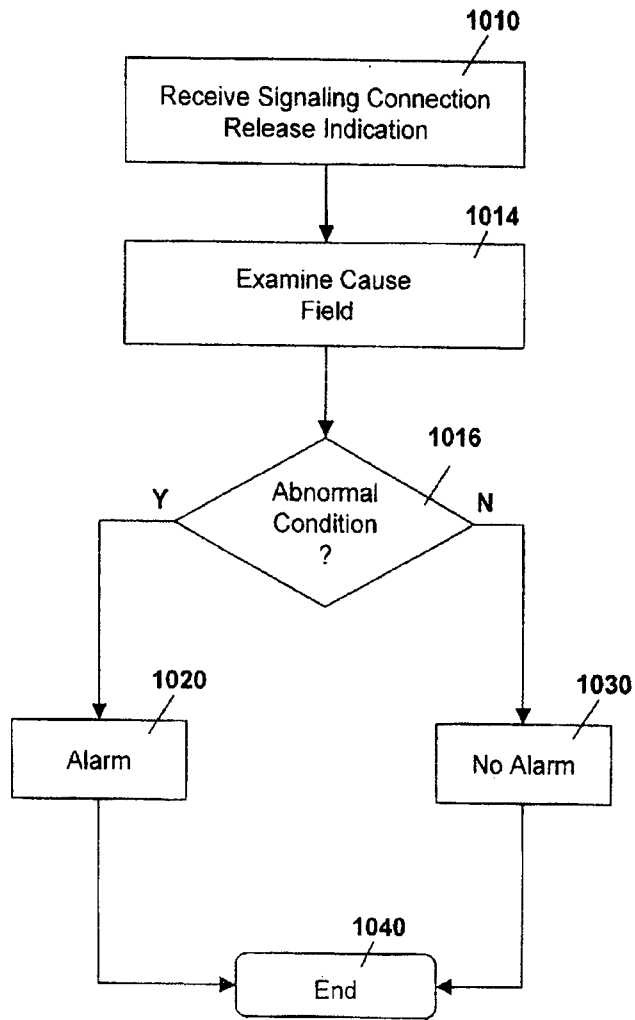 1010
Receive Signaling Connection
Release Indication
1014
Examine Cause
Field
1016
Abnormal
Condition
?
Y
N
1020
Alarm
1030
No Alarm
1040
End